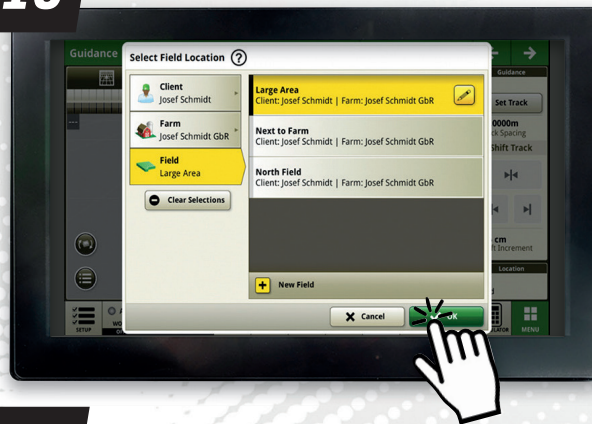 10
Guidance
Select Field Location ?
Guidance
Client
Josef Schmidt
Farm
Josef Schmidt GbR
Field
Large Area
Clear Selections
Large Area
Client: Josef Schmidt | Farm: Josef Schmidt GbR
Next to Farm
Client: Josef Schmidt | Farm: Josef Schmidt GbR
North Field
Client: Josef Schmidt | Farm: Josef Schmidt GbR
New Field
Cancel
OK
Set Track
0000m
ck Spacing
Shift Track
cm
ft Increment
Location
SETUP
MENU